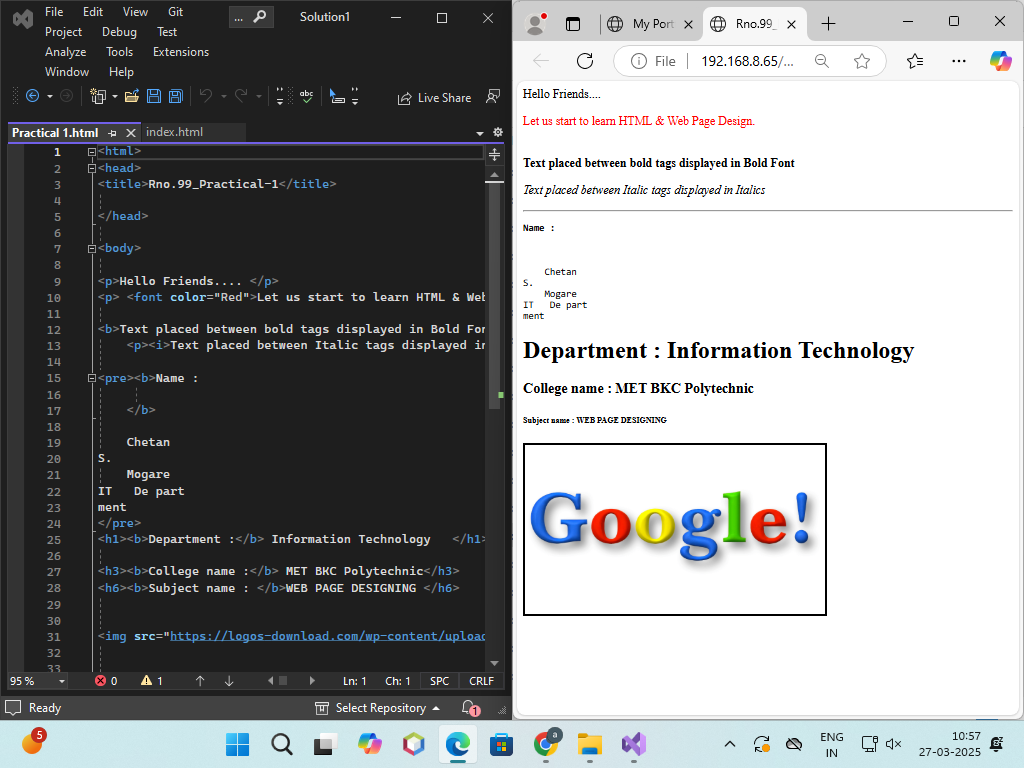 File Edit View Git
Project Debug Test
Analyze Tools Extensions
Window Help
...
Solution1
Live Share
Practical 1.html
index.html
1 <html>
2 <head>
3 <title>Rno.99_Practical-1</title>
4
5 </head>
6
7 <body>
8
9 <p>Hello Friends.... </p>
10 <p> <font color="Red">Let us start to learn HTML & Web
11
12 <b>Text placed between bold tags displayed in Bold Fon
13 <p><i>Text placed between Italic tags displayed in
14
15 <pre><b>Name :
16
17 </b>
18
19 Chetan
20 S.
21 Mogare
22 IT De part
23 ment
24 </pre>
25 <h1><b>Department :</b> Information Technology </h1>
26
27 <h3><b>College name :</b> MET BKC Polytechnic</h3>
28 <h6><b>Subject name : </b>WEB PAGE DESIGNING </h6>
29
30
31 <img src="https://logos-download.com/wp-content/upload
32
33
95 % 0 1 Ln: 1 Ch: 1 SPC CRLF
Ready Select Repository 1
My Port
Rno.99_
File 192.168.8.65/...
Hello Friends....
Let us start to learn HTML & Web Page Design.
Text placed between bold tags displayed in Bold Font
Text placed between Italic tags displayed in Italics
Name :
Chetan
S.
Mogare
IT De part
ment
Department : Information Technology
College name : MET BKC Polytechnic
Subject name : WEB PAGE DESIGNING
Google!
5
a
ENG
IN
10:57
27-03-2025